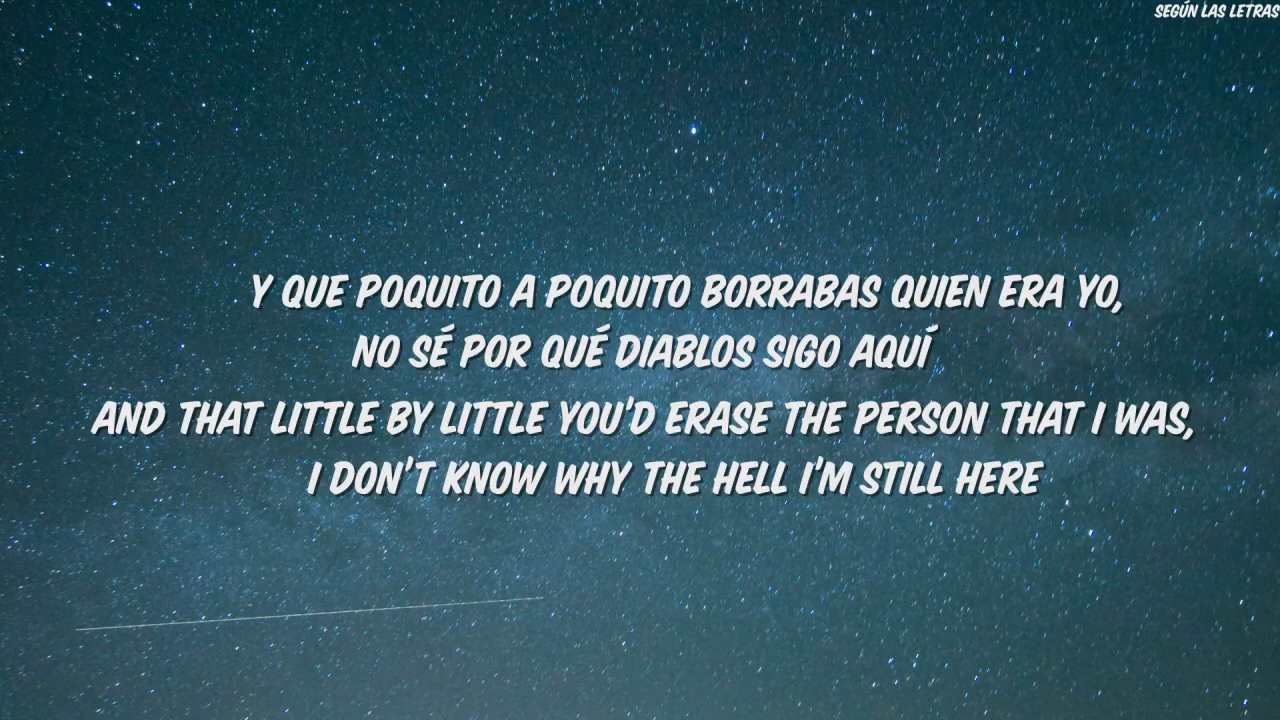 SEGÚN LAS LETRAS
Y QUE POQUITO A POQUITO BORRABAS QUIEN ERA YO,
NO SÉ POR QUÉ DIABLOS SIGO AQUÍ
AND THAT LITTLE BY LITTLE YOU'D ERASE THE PERSON THAT I WAS,
I DON'T KNOW WHY THE HELL I'M STILL HERE